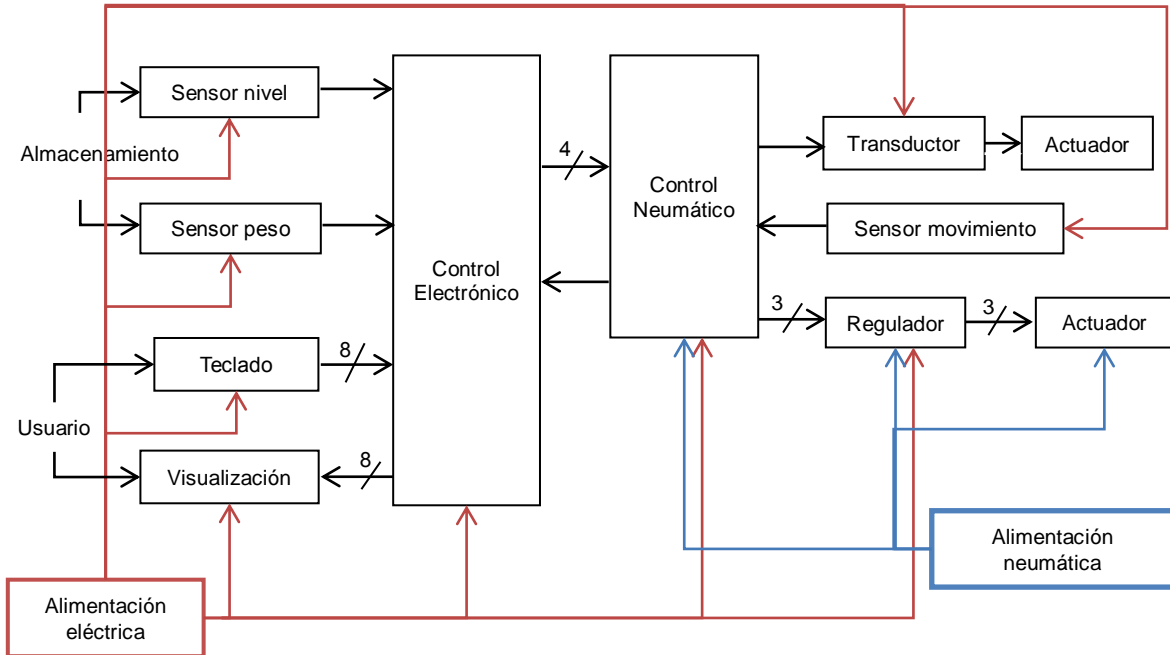 Sensor nivel
Almacenamiento
Sensor peso
Teclado
8
Usuario
Visualización
8
Control
Electrónico
4
Control
Neumático
Transductor
Actuador
Sensor movimiento
3
Regulador
3
Actuador
Alimentación
neumática
Alimentación
eléctrica